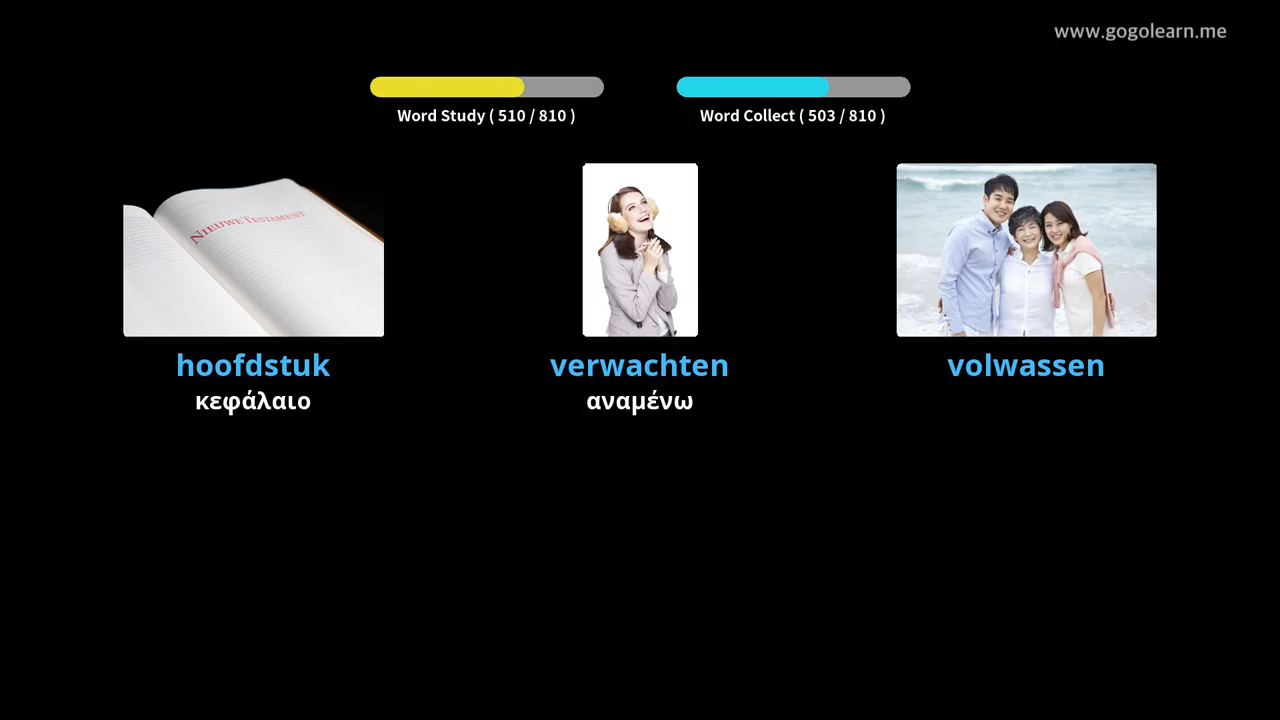 www.gogolearn.me
Word Study ( 510 / 810 )
Word Collect ( 503 / 810 )
NIEUWE TESTAMENT
hoofdstuk
κεφάλαιο
verwachten
αναμένω
volwassen